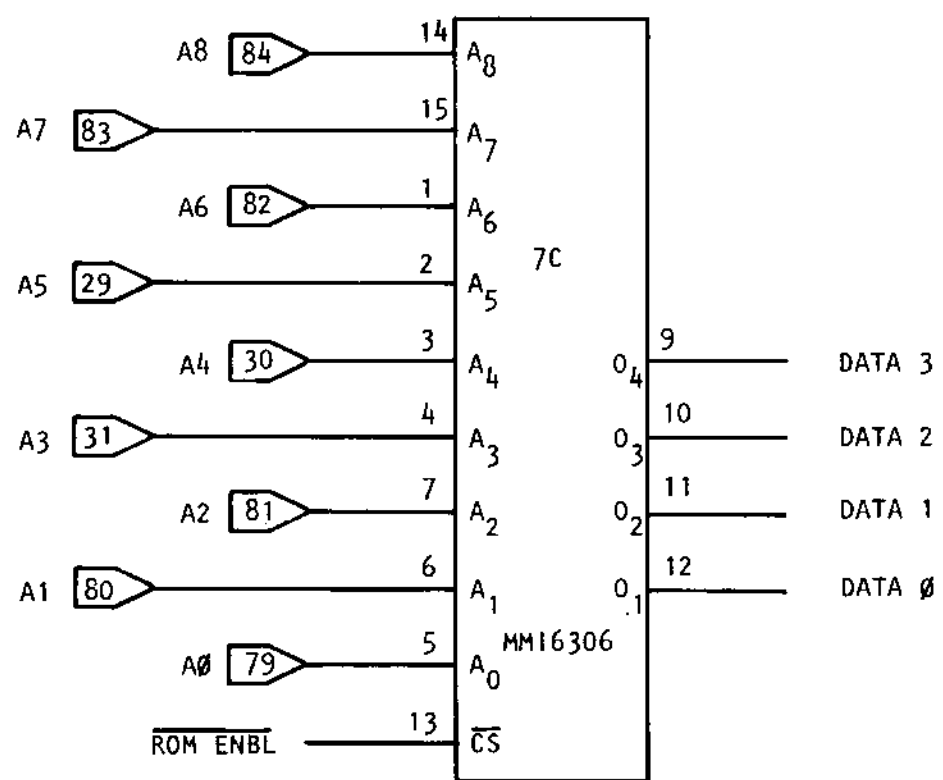 A8 84 14 A8
A7 83 15 A7
A6 82 1 A6
7C
A5 29 2 A5
A4 30 3 A4 O4 9 DATA 3
A3 31 4 A3 O3 10 DATA 2
A2 81 7 A2 O2 11 DATA 1
A1 80 6 A1 O1 12 DATA Ø
MMI6306
AØ 79 5 A0
ROM ENBL 13 CS